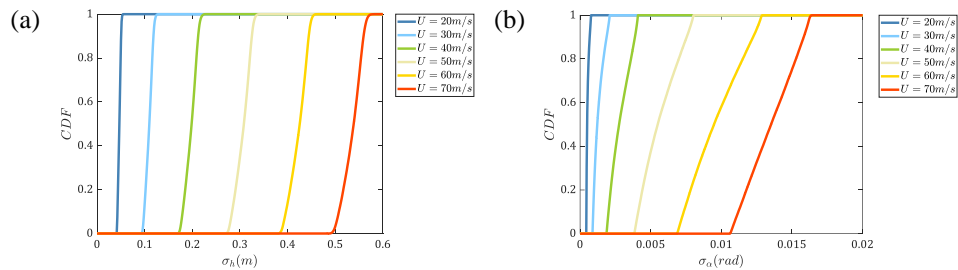 (a)
CDF
1
0.8
0.6
0.4
0.2
0
0 0.1 0.2 0.3 0.4 0.5 0.6
σ_h(m)
U = 20m/s
U = 30m/s
U = 40m/s
U = 50m/s
U = 60m/s
U = 70m/s
(b)
CDF
1
0.8
0.6
0.4
0.2
0
0 0.005 0.01 0.015 0.02
σ_α(rad)
U = 20m/s
U = 30m/s
U = 40m/s
U = 50m/s
U = 60m/s
U = 70m/s